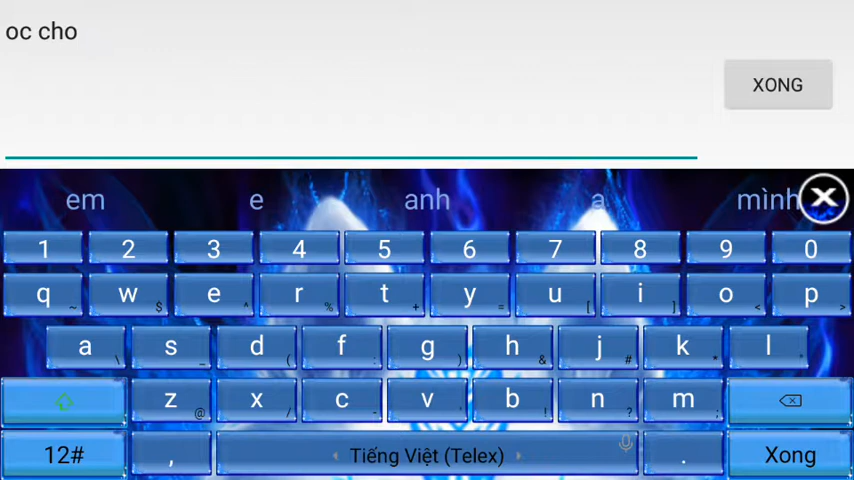 oc cho
XONG
em e anh a mình
1 2 3 4 5 6 7 8 9 0
q ~ w $ e ^ r % t + y = u [ i ] o < p >
a \ s _ d ( f : g ) h & j # k * l
z @ x / c - v b ! n ? m ;
12# , Tiếng Việt (Telex) . Xong